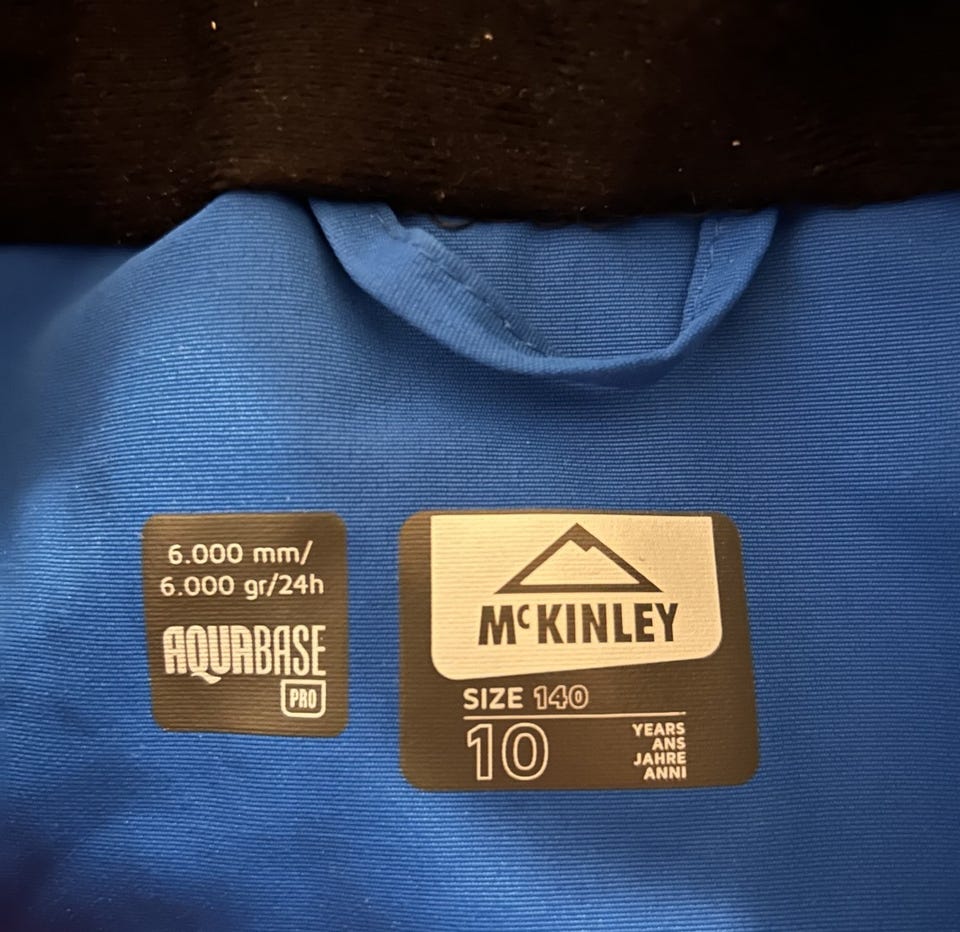 6.000 mm/
6.000 gr/24h
AQUABASE
PRO
McKINLEY
SIZE 140
10
YEARS
ANS
JAHRE
ANNI